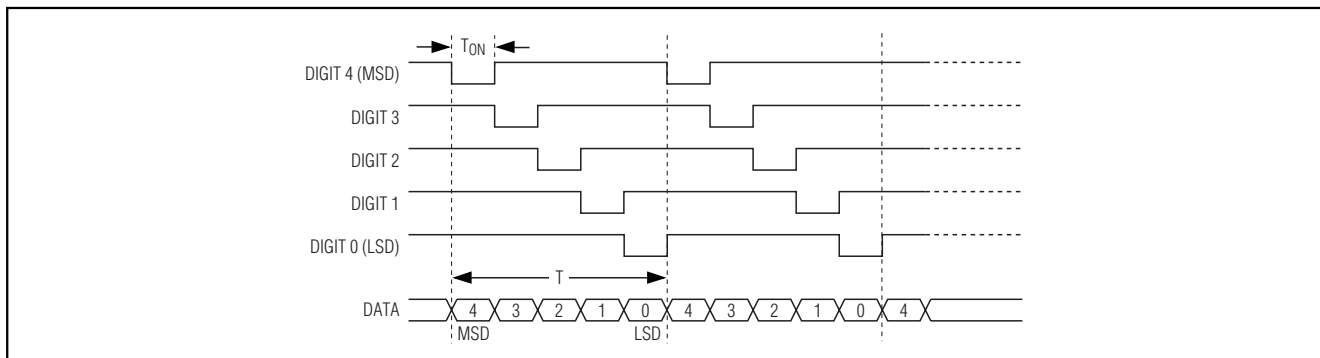 TON
DIGIT 4 (MSD)
DIGIT 3
DIGIT 2
DIGIT 1
DIGIT 0 (LSD)
T
DATA 4 3 2 1 0 4 3 2 1 0 4
MSD LSD